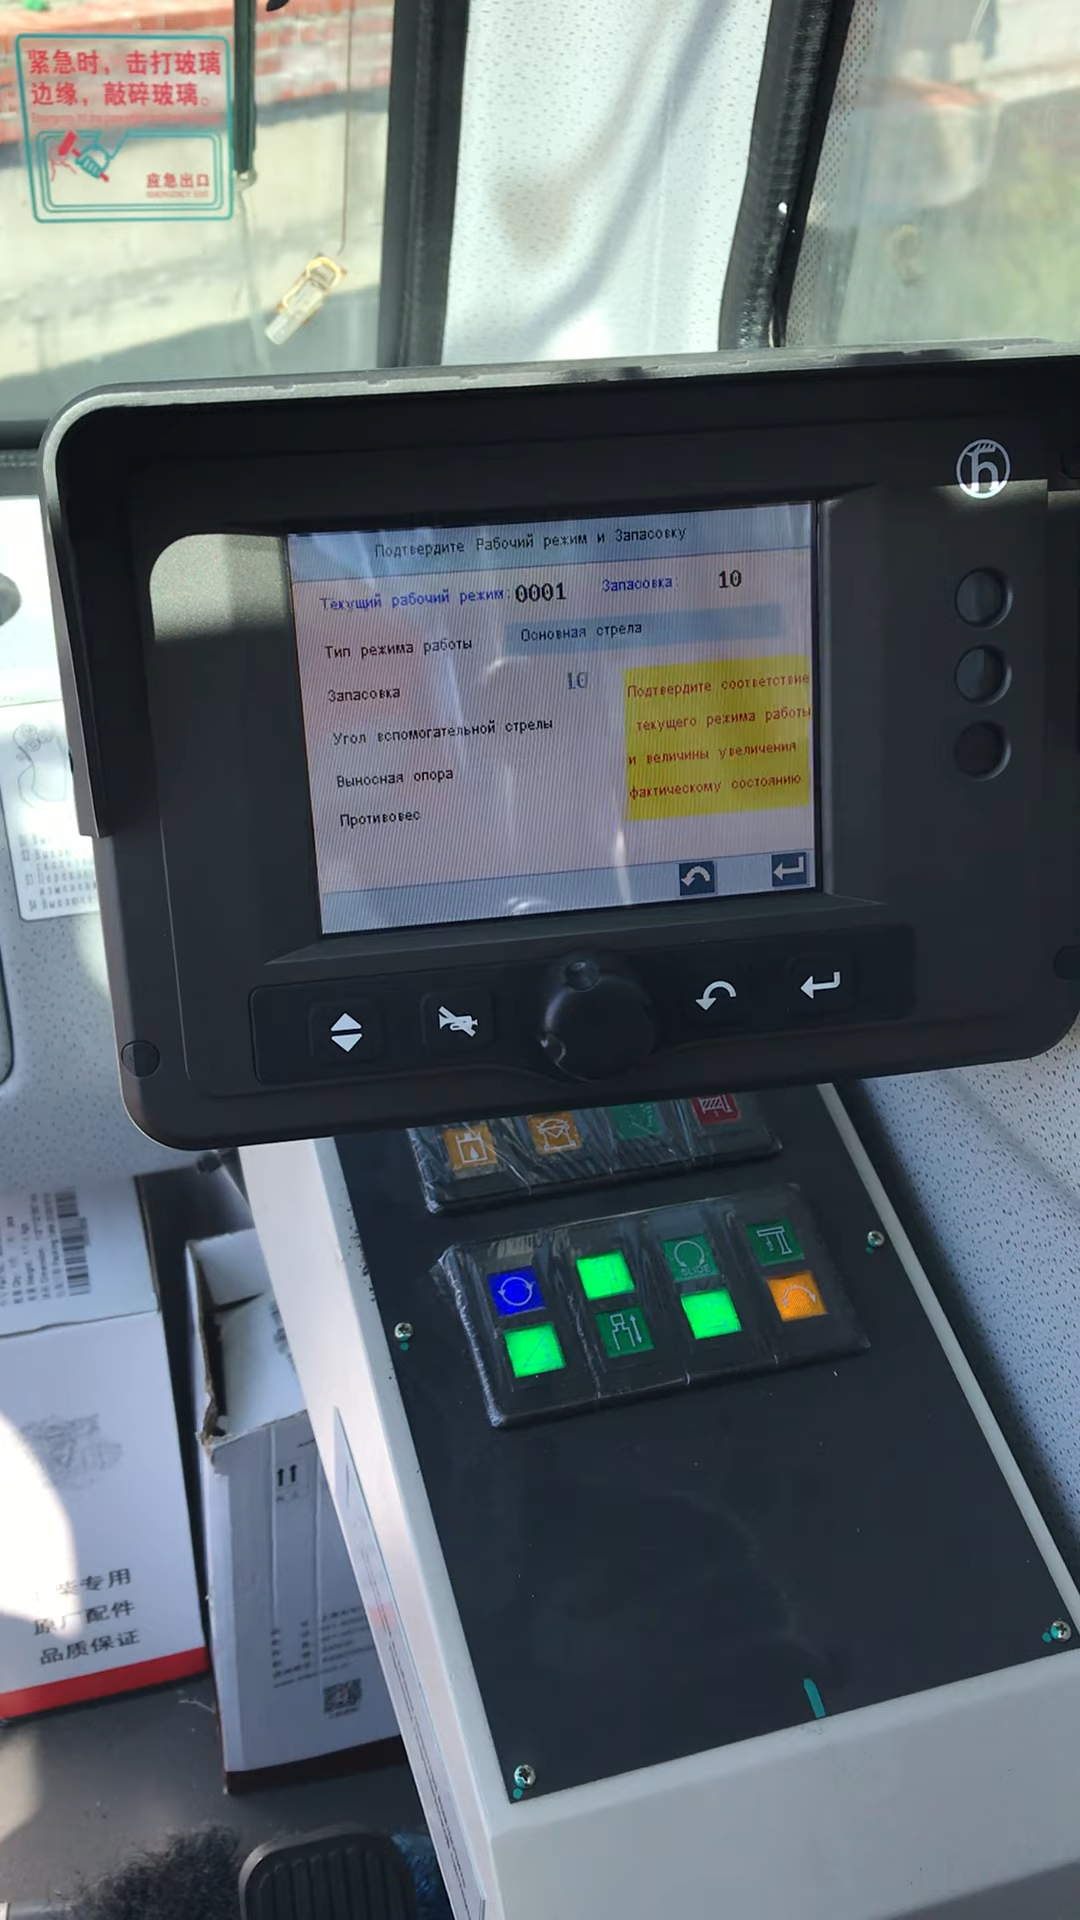 紧急时，击打玻璃
边缘，敲碎玻璃。
应急出口
EMERGENCY EXIT
Подтвердите Рабочий режим и Запасовку
Текущий рабочий режим: 0001 Запасовка: 10
Тип режима работы Основная стрела
Запасовка 10
Угол вспомогательной стрелы
Выносная опора
Противовес
Подтвердите соответствие
текущего режима работы
и величины увеличения
фактическому состоянию
SLIDE
专用
原厂配件
品质保证